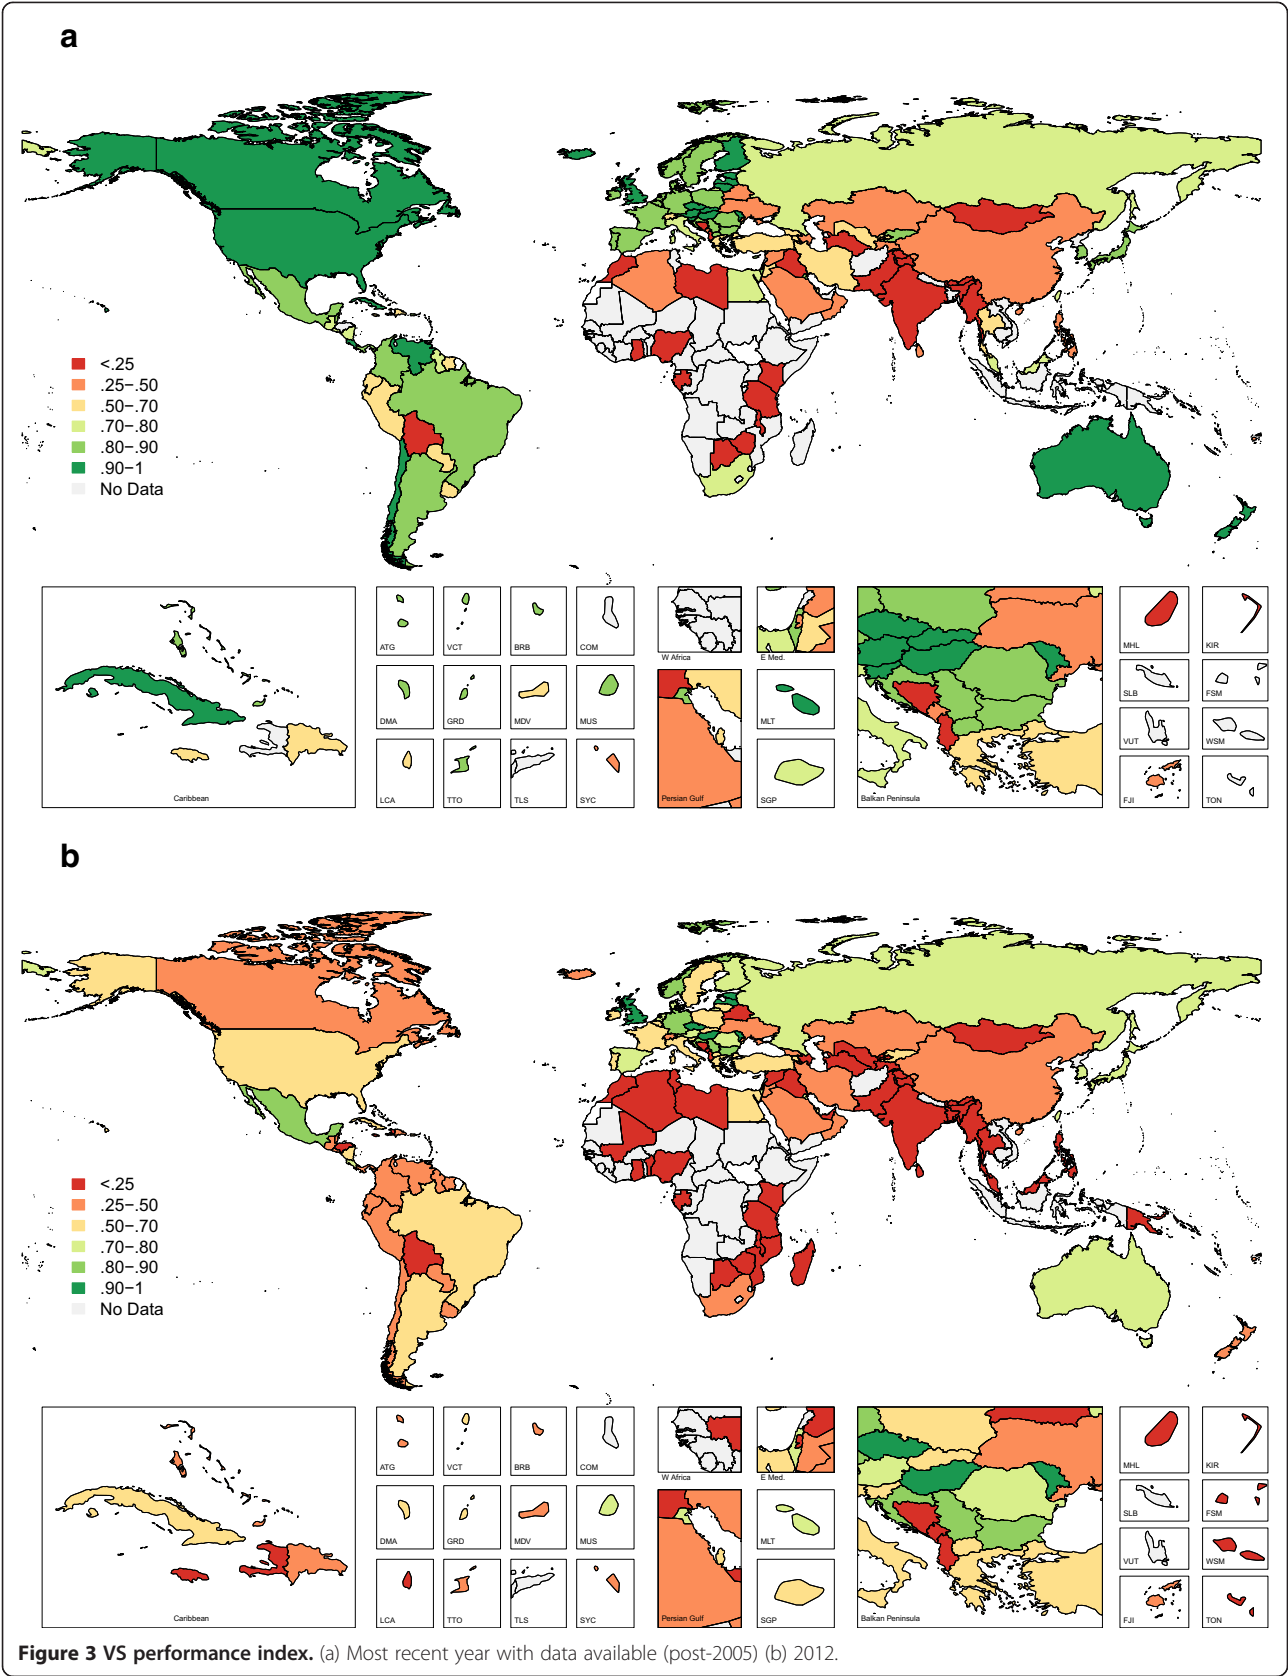 a
<.25
.25–.50
.50–.70
.70–.80
.80–.90
.90–1
No Data
Caribbean
ATG
VCT
BRB
COM
DMA
GRD
MDV
MUS
LCA
TTO
TLS
SYC
W Africa
E Med.
Persian Gulf
MLT
SGP
Balkan Peninsula
MHL
KIR
SLB
FSM
VUT
WSM
FJI
TON
b
<.25
.25–.50
.50–.70
.70–.80
.80–.90
.90–1
No Data
Caribbean
ATG
VCT
BRB
COM
DMA
GRD
MDV
MUS
LCA
TTO
TLS
SYC
W Africa
E Med.
Persian Gulf
MLT
SGP
Balkan Peninsula
MHL
KIR
SLB
FSM
VUT
WSM
FJI
TON
Figure 3 VS performance index. (a) Most recent year with data available (post-2005) (b) 2012.